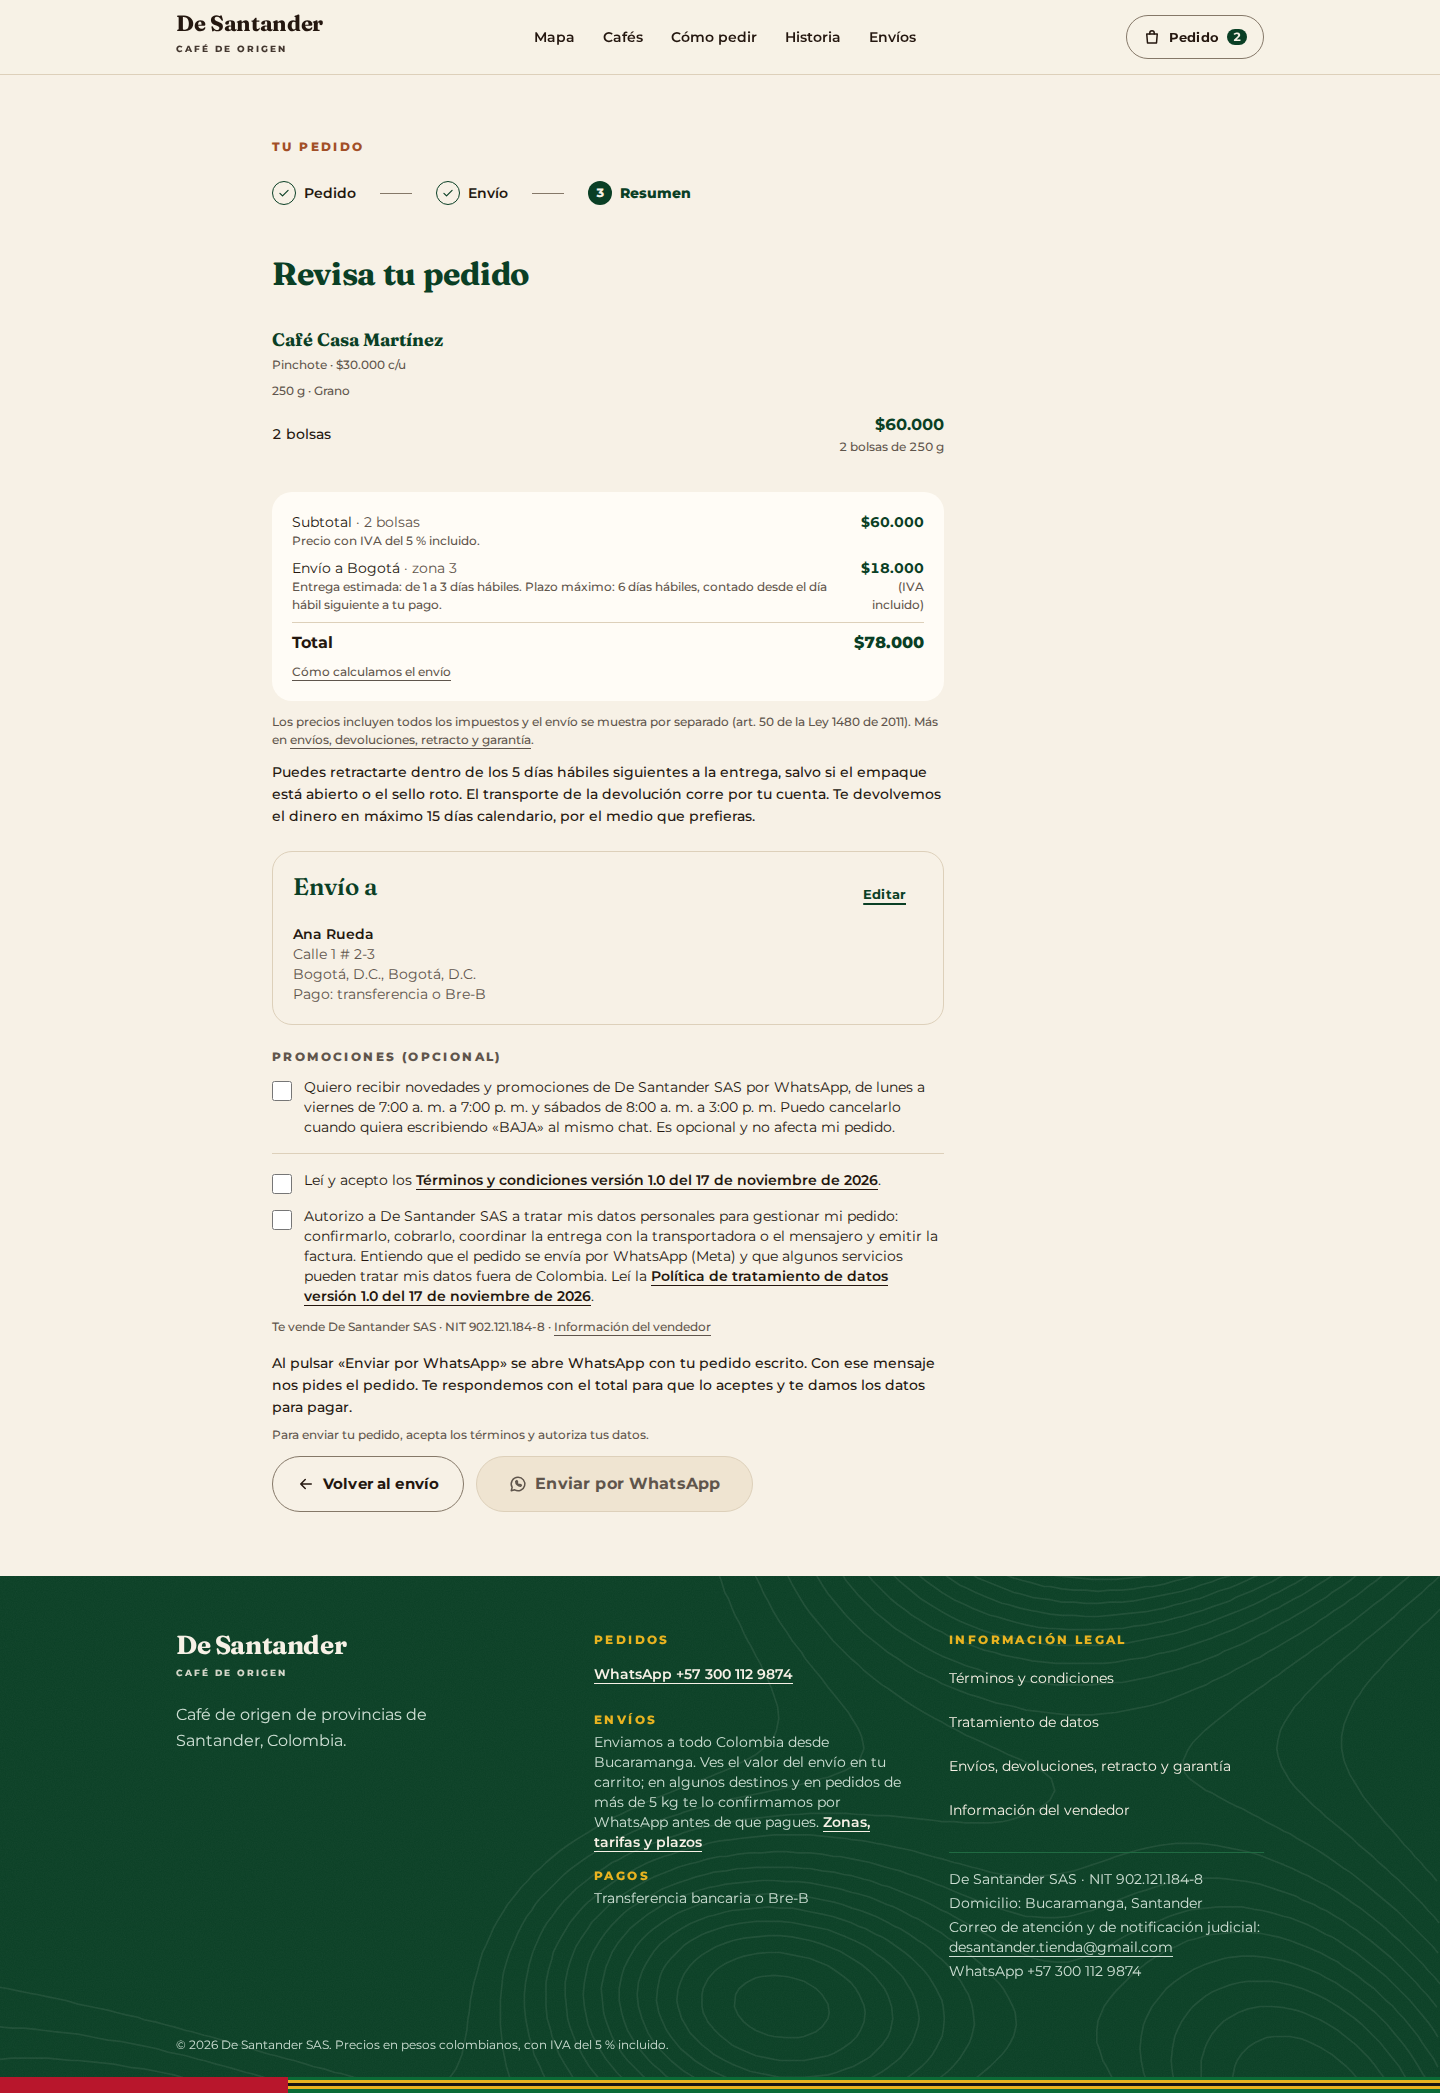 De Santander
CAFÉ DE ORIGEN
Mapa
Cafés
Cómo pedir
Historia
Envíos
Pedido 2
TU PEDIDO
Pedido
Envío
3 Resumen
Revisa tu pedido
Café Casa Martínez
Pinchote · $30.000 c/u
250 g · Grano
2 bolsas
$60.000
2 bolsas de 250 g
Subtotal · 2 bolsas
$60.000
Precio con IVA del 5 % incluido.
Envío a Bogotá · zona 3
$18.000
Entrega estimada: de 1 a 3 días hábiles. Plazo máximo: 6 días hábiles, contado desde el día
hábil siguiente a tu pago.
(IVA
incluido)
Total
$78.000
Cómo calculamos el envío
Los precios incluyen todos los impuestos y el envío se muestra por separado (art. 50 de la Ley 1480 de 2011). Más
en envíos, devoluciones, retracto y garantía.
Puedes retractarte dentro de los 5 días hábiles siguientes a la entrega, salvo si el empaque
está abierto o el sello roto. El transporte de la devolución corre por tu cuenta. Te devolvemos
el dinero en máximo 15 días calendario, por el medio que prefieras.
Envío a
Editar
Ana Rueda
Calle 1 # 2-3
Bogotá, D.C., Bogotá, D.C.
Pago: transferencia o Bre-B
PROMOCIONES (OPCIONAL)
Quiero recibir novedades y promociones de De Santander SAS por WhatsApp, de lunes a
viernes de 7:00 a. m. a 7:00 p. m. y sábados de 8:00 a. m. a 3:00 p. m. Puedo cancelarlo
cuando quiera escribiendo «BAJA» al mismo chat. Es opcional y no afecta mi pedido.
Leí y acepto los Términos y condiciones versión 1.0 del 17 de noviembre de 2026.
Autorizo a De Santander SAS a tratar mis datos personales para gestionar mi pedido:
confirmarlo, cobrarlo, coordinar la entrega con la transportadora o el mensajero y emitir la
factura. Entiendo que el pedido se envía por WhatsApp (Meta) y que algunos servicios
pueden tratar mis datos fuera de Colombia. Leí la Política de tratamiento de datos
versión 1.0 del 17 de noviembre de 2026.
Te vende De Santander SAS · NIT 902.121.184-8 · Información del vendedor
Al pulsar «Enviar por WhatsApp» se abre WhatsApp con tu pedido escrito. Con ese mensaje
nos pides el pedido. Te respondemos con el total para que lo aceptes y te damos los datos
para pagar.
Para enviar tu pedido, acepta los términos y autoriza tus datos.
Volver al envío
Enviar por WhatsApp
De Santander
CAFÉ DE ORIGEN
Café de origen de provincias de
Santander, Colombia.
PEDIDOS
WhatsApp +57 300 112 9874
ENVÍOS
Enviamos a todo Colombia desde
Bucaramanga. Ves el valor del envío en tu
carrito; en algunos destinos y en pedidos de
más de 5 kg te lo confirmamos por
WhatsApp antes de que pagues. Zonas,
tarifas y plazos
PAGOS
Transferencia bancaria o Bre-B
INFORMACIÓN LEGAL
Términos y condiciones
Tratamiento de datos
Envíos, devoluciones, retracto y garantía
Información del vendedor
De Santander SAS · NIT 902.121.184-8
Domicilio: Bucaramanga, Santander
Correo de atención y de notificación judicial:
desantander.tienda@gmail.com
WhatsApp +57 300 112 9874
© 2026 De Santander SAS. Precios en pesos colombianos, con IVA del 5 % incluido.